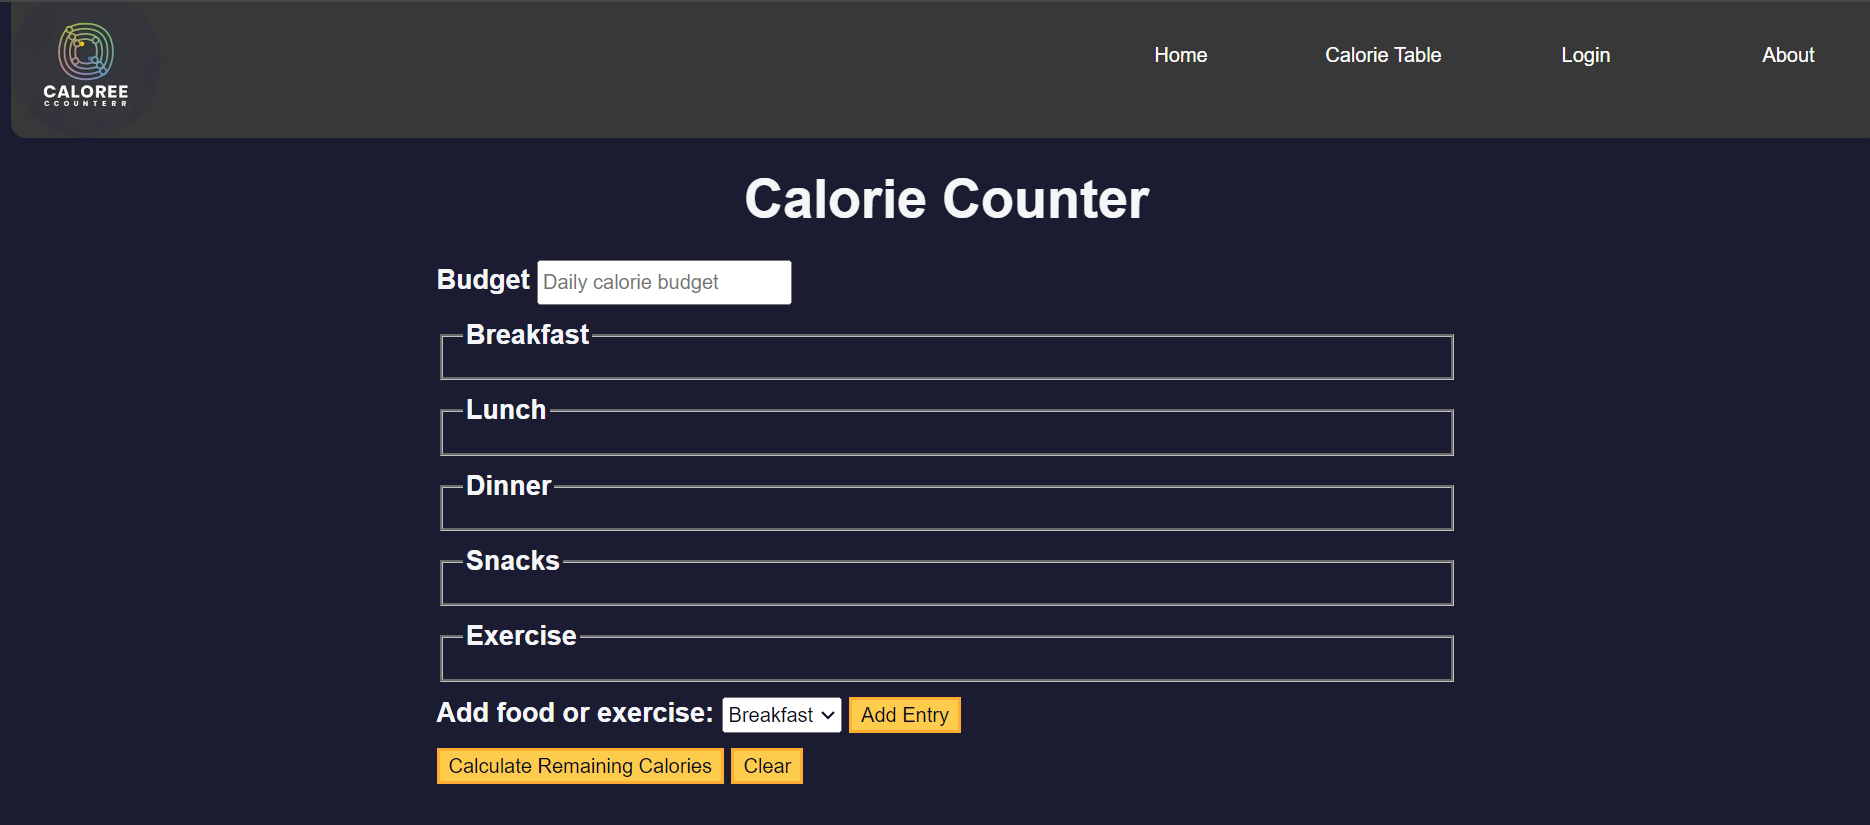 CALOREE
CCOUNTERR
Home Calorie Table Login About
Calorie Counter
Budget Daily calorie budget
Breakfast
Lunch
Dinner
Snacks
Exercise
Add food or exercise: Breakfast Add Entry
Calculate Remaining Calories Clear